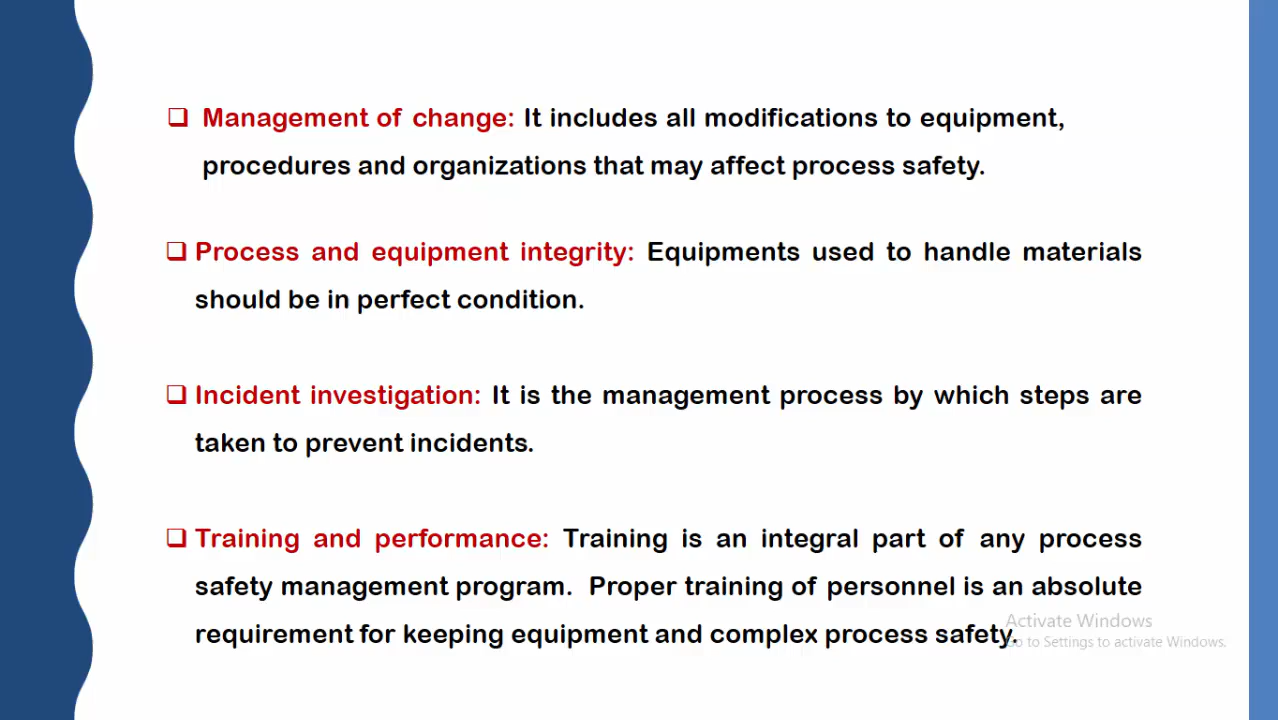 ❑ Management of change: It includes all modifications to equipment,
procedures and organizations that may affect process safety.
❑ Process and equipment integrity: Equipments used to handle materials
should be in perfect condition.
❑ Incident investigation: It is the management process by which steps are
taken to prevent incidents.
❑ Training and performance: Training is an integral part of any process
safety management program. Proper training of personnel is an absolute
requirement for keeping equipment and complex process safety.
Activate Windows
Go to Settings to activate Windows.